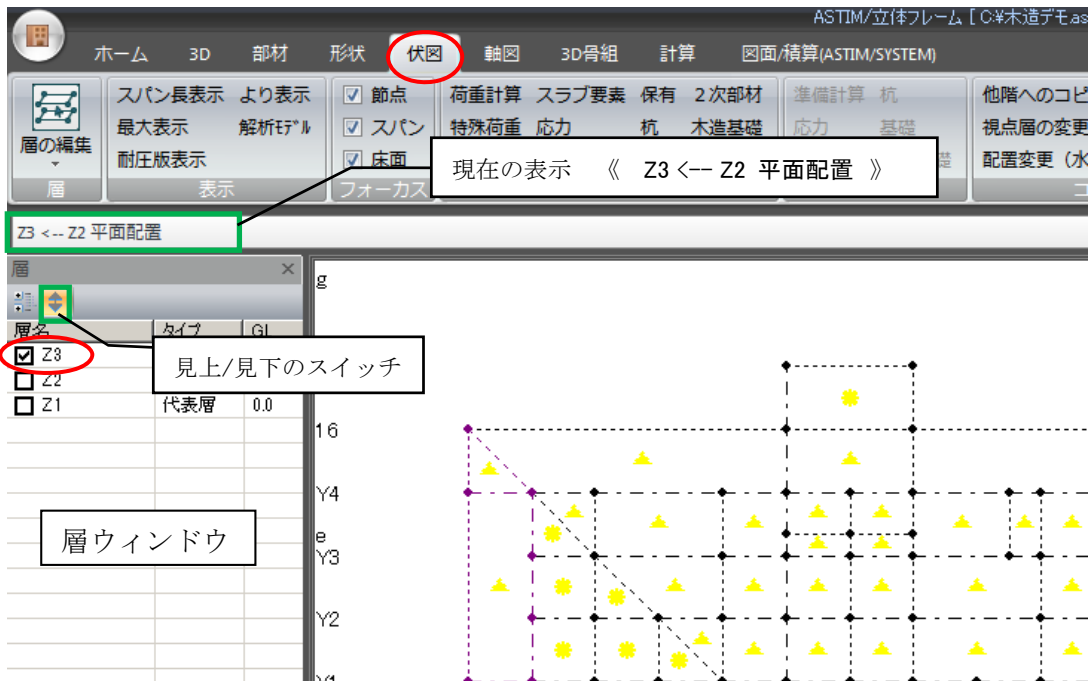 ASTIM/立体フレーム [ C:¥木造デモ.as
ホーム 3D 部材 形状 伏図 軸図 3D骨組 計算 図面/積算(ASTIM/SYSTEM)
スパン長表示 より表示 節点 荷重計算 スラブ要素 保有 2次部材 準備計算 杭 他階へのコピ
最大表示 解析ﾓﾃﾞﾙ スパン 特殊荷重 応力 杭 木造基礎 応力 基礎 視点層の変更
層の編集
耐圧版表示 床面 配置変更(水
層 表示 フォーカス
現在の表示 《 Z3 <-- Z2 平面配置 》
Z3 <-- Z2 平面配置
層
g
層名 タイプ GL
Z3
見上/見下のスイッチ
Z2
Z1 代表層 0.0
16
Y4
層ウィンドウ
e
Y3
Y2
Y1